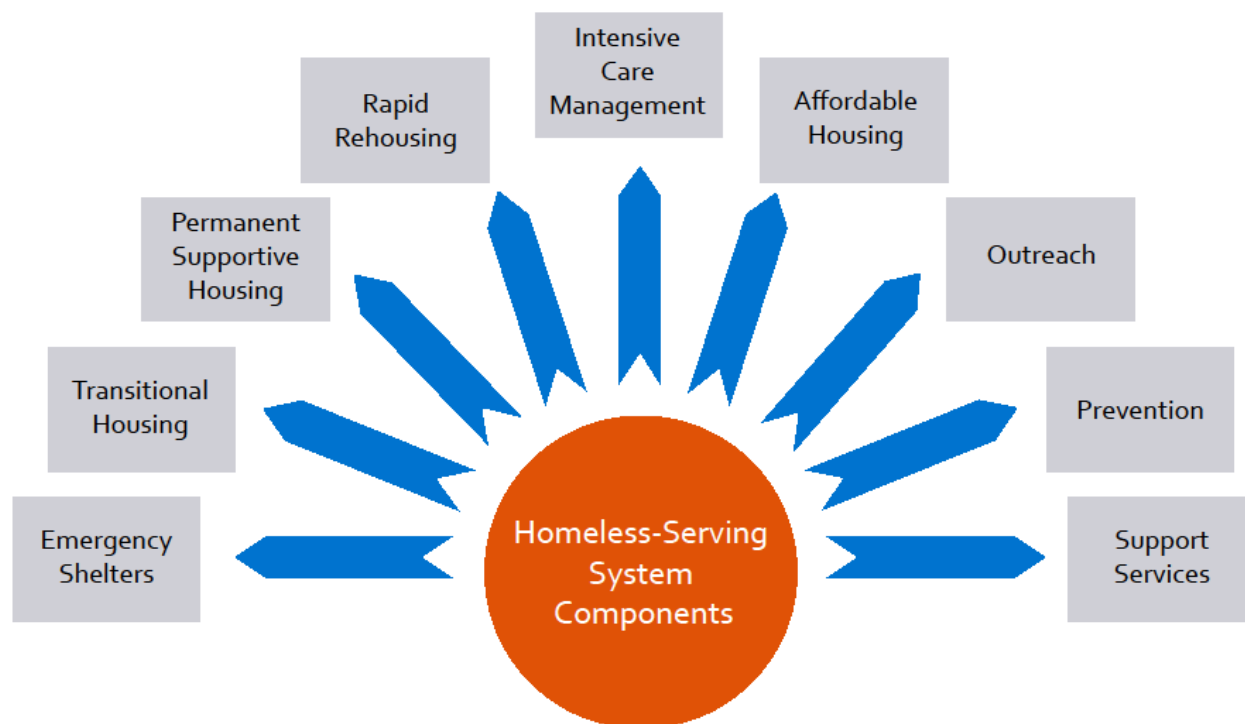 Intensive
Care
Management
Rapid
Rehousing
Affordable
Housing
Permanent
Supportive
Housing
Outreach
Transitional
Housing
Prevention
Emergency
Shelters
Homeless-Serving
System
Components
Support
Services